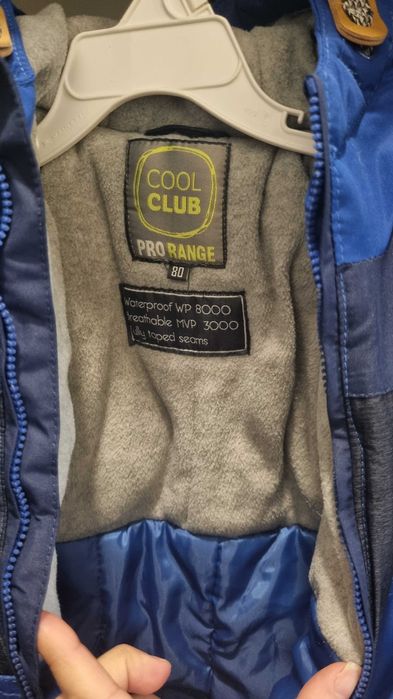 COOL
CLUB
PRO RANGE
80
Waterproof WP 8000
Breathable MVP 3000
fully taped seams